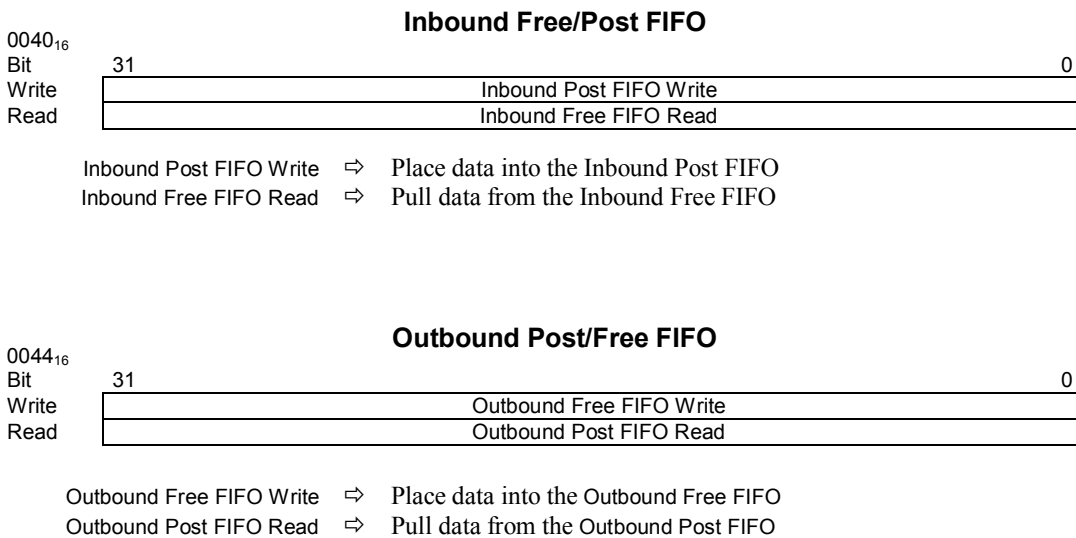 Inbound Free/Post FIFO
0040₁₆
Bit 31 0
Write Inbound Post FIFO Write
Read Inbound Free FIFO Read
Inbound Post FIFO Write ⇨ Place data into the Inbound Post FIFO
Inbound Free FIFO Read ⇨ Pull data from the Inbound Free FIFO
Outbound Post/Free FIFO
0044₁₆
Bit 31 0
Write Outbound Free FIFO Write
Read Outbound Post FIFO Read
Outbound Free FIFO Write ⇨ Place data into the Outbound Free FIFO
Outbound Post FIFO Read ⇨ Pull data from the Outbound Post FIFO